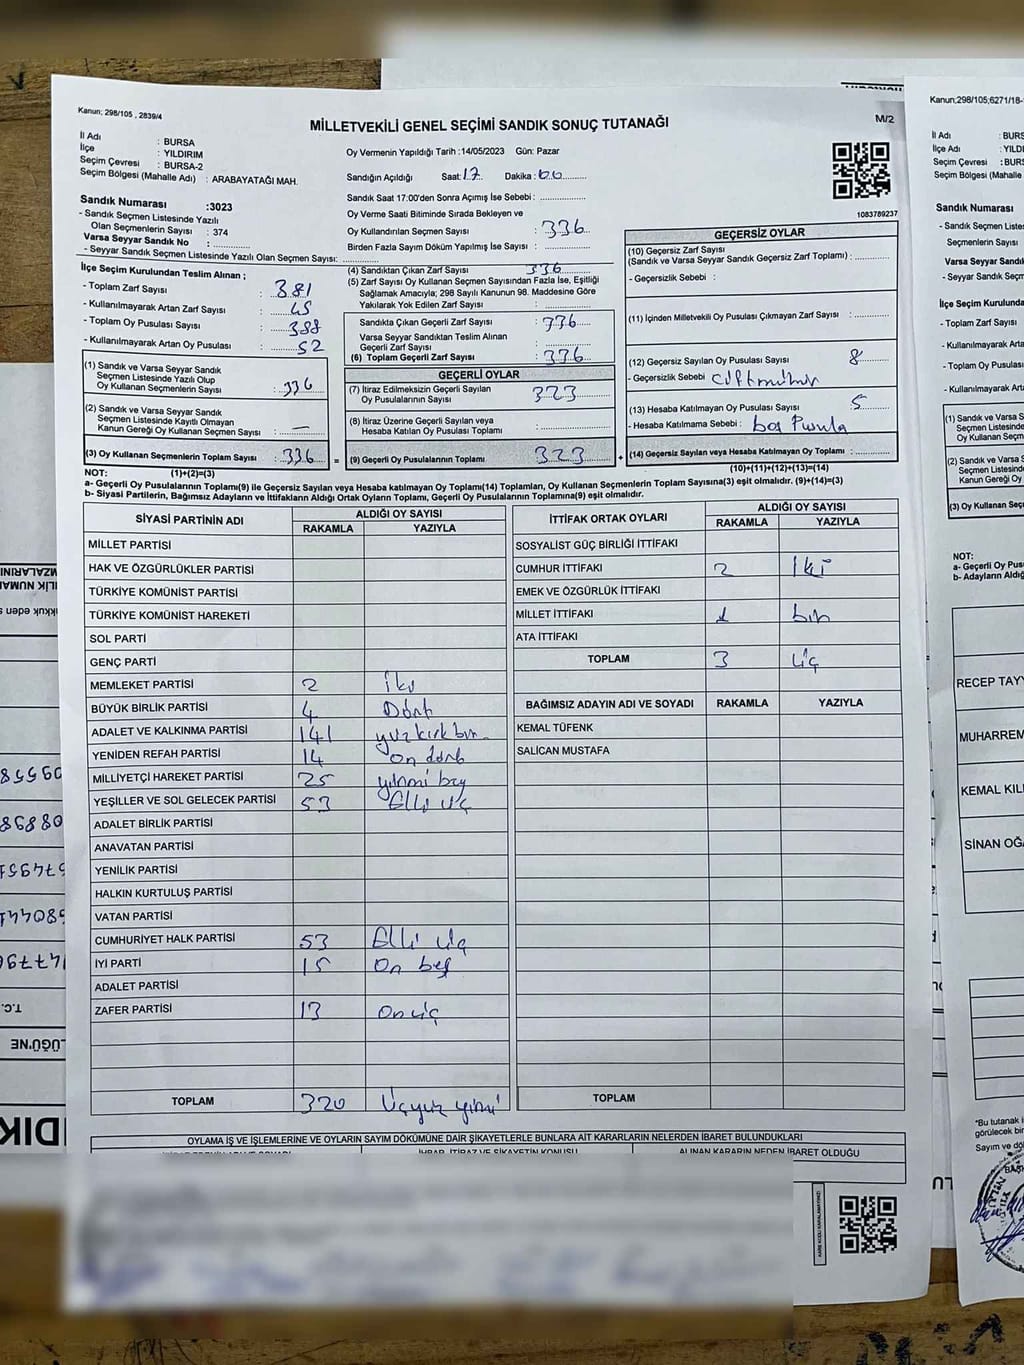 Kanun; 298/105 , 2839/4
MİLLETVEKİLİ GENEL SEÇİMİ SANDIK SONUÇ TUTANAĞI
M/2
İl Adı : BURSA
İlçe : YILDIRIM
Seçim Çevresi : BURSA-2
Seçim Bölgesi (Mahalle Adı) : ARABAYATAĞI MAH.
Sandık Numarası :3023
- Sandık Seçmen Listesinde Yazılı
Olan Seçmenlerin Sayısı : 374
Varsa Seyyar Sandık No :
- Seyyar Sandık Seçmen Listesinde Yazılı Olan Seçmen Sayısı:
Oy Vermenin Yapıldığı Tarih :14/05/2023 Gün: Pazar
Sandığın Açıldığı Saat: 17 Dakika: 00
Sandık Saat 17:00'den Sonra Açımış İse Sebebi :
Oy Verme Saati Bitiminde Sırada Bekleyen ve
Oy Kullandırılan Seçmen Sayısı : 336
Birden Fazla Sayım Döküm Yapılmış İse Sayısı :
1083789237
İlçe Seçim Kurulundan Teslim Alınan ;
- Toplam Zarf Sayısı : 381
- Kullanılmayarak Artan Zarf Sayısı : 45
- Toplam Oy Pusulası Sayısı : 388
- Kullanılmayarak Artan Oy Pusulası : 52
(1) Sandık ve Varsa Seyyar Sandık
Seçmen Listesinde Yazılı Olup
Oy Kullanan Seçmenlerin Sayısı : 336
(2) Sandık ve Varsa Seyyar Sandık
Seçmen Listesinde Kayıtlı Olmayan
Kanun Gereği Oy Kullanan Seçmen Sayısı : —
(3) Oy Kullanan Seçmenlerin Toplam Sayısı : 336 =
(4) Sandıktan Çıkan Zarf Sayısı : 336
(5) Zarf Sayısı Oy Kullanan Seçmen Sayısından Fazla İse, Eşitliği
Sağlamak Amacıyla; 298 Sayılı Kanunun 98. Maddesine Göre
Yakılarak Yok Edilen Zarf Sayısı :
Sandıkta Çıkan Geçerli Zarf Sayısı : 336
Varsa Seyyar Sandıktan Teslim Alınan
Geçerli Zarf Sayısı :
(6) Toplam Geçerli Zarf Sayısı : 336
GEÇERLİ OYLAR
(7) İtiraz Edilmeksizin Geçerli Sayılan
Oy Pusulalarının Sayısı : 323
(8) İtiraz Üzerine Geçerli Sayılan veya
Hesaba Katılan Oy Pusulası Toplamı :
(9) Geçerli Oy Pusulalarının Toplamı : 323 +
GEÇERSİZ OYLAR
(10) Geçersiz Zarf Sayısı
(Sandık ve Varsa Seyyar Sandık Geçersiz Zarf Toplamı) :
- Geçersizlik Sebebi :
(11) İçinden Milletvekili Oy Pusulası Çıkmayan Zarf Sayısı :
(12) Geçersiz Sayılan Oy Pusulası Sayısı : 8
- Geçersizlik Sebebi : çift mühür
(13) Hesaba Katılmayan Oy Pusulası Sayısı : 5
- Hesaba Katılmama Sebebi : boş Pusula
(14) Geçersiz Sayılan veya Hesaba Katılmayan Oy Toplamı :
NOT: (1)+(2)=(3) (10)+(11)+(12)+(13)=(14)
a- Geçerli Oy Pusulalarının Toplamı(9) ile Geçersiz Sayılan veya Hesaba Katılmayan Oy Toplamı(14) Toplamları, Oy Kullanan Seçmenlerin Toplam Sayısına(3) eşit olmalıdır. (9)+(14)=(3)
b- Siyasi Partilerin, Bağımsız Adayların ve İttifakların Aldığı Ortak Oyların Toplamı, Geçerli Oy Pusulalarının Toplamına(9) eşit olmalıdır.
SİYASİ PARTİNİN ADI ALDIĞI OY SAYISI
RAKAMLA YAZIYLA
MİLLET PARTİSİ
HAK VE ÖZGÜRLÜKLER PARTİSİ
TÜRKİYE KOMÜNİST PARTİSİ
TÜRKİYE KOMÜNİST HAREKETİ
SOL PARTİ
GENÇ PARTİ
MEMLEKET PARTİSİ 2 iki
BÜYÜK BİRLİK PARTİSİ 4 Dört
ADALET VE KALKINMA PARTİSİ 141 yüz kırk bir
YENİDEN REFAH PARTİSİ 14 On dört
MİLLİYETÇİ HAREKET PARTİSİ 25 yirmi beş
YEŞİLLER VE SOL GELECEK PARTİSİ 53 Elli üç
ADALET BİRLİK PARTİSİ
ANAVATAN PARTİSİ
YENİLİK PARTİSİ
HALKIN KURTULUŞ PARTİSİ
VATAN PARTİSİ
CUMHURİYET HALK PARTİSİ 53 Elli üç
İYİ PARTİ 15 On beş
ADALET PARTİSİ
ZAFER PARTİSİ 13 On üç
TOPLAM 320 Üçyüz yirmi
İTTİFAK ORTAK OYLARI ALDIĞI OY SAYISI
RAKAMLA YAZIYLA
SOSYALİST GÜÇ BİRLİĞİ İTTİFAKI
CUMHUR İTTİFAKI 2 İki
EMEK VE ÖZGÜRLÜK İTTİFAKI
MİLLET İTTİFAKI 1 bir
ATA İTTİFAKI
TOPLAM 3 üç
BAĞIMSIZ ADAYIN ADI VE SOYADI RAKAMLA YAZIYLA
KEMAL TÜFENK
SALİCAN MUSTAFA
TOPLAM
OYLAMA İŞ VE İŞLEMLERİNE VE OYLARIN SAYIM DÖKÜMÜNE DAİR ŞİKAYETLERLE BUNLARA AİT KARARLARIN NELERDEN İBARET BULUNDUKLARI
İHBAR, İTİRAZ VE ŞİKAYETİN KONUSU ALINAN KARARIN NEDEN İBARET OLDUĞU
Kanun;298/105;6271/18-
İl Adı : BURS
İlçe Adı : YILDI
Seçim Çevresi : BURS
Sandık Numarası
- Sandık Seçmen Listes
Seçmenlerin Sayısı
Varsa Seyyar Sandık
- Seyyar Sandık Seçmen
İlçe Seçim Kurulunda
- Toplam Zarf Sayısı
- Kullanılmayarak Arta
- Toplam Oy Pusulası
- Kullanılmayarak Arta
(1) Sandık ve Varsa S
Seçmen Listesind
Oy Kullanan Seçm
(2) Sandık ve Varsa S
Seçmen Listesind
Kanun Gereği Oy
(3) Oy Kullanan Seç
NOT:
a- Geçerli Oy Pus
b- Adayların Aldığ
RECEP TAYY
MUHARREM
KEMAL KILI
SİNAN OĞA
*Bu tutanak i
görülecek bir
Sayım ve dö